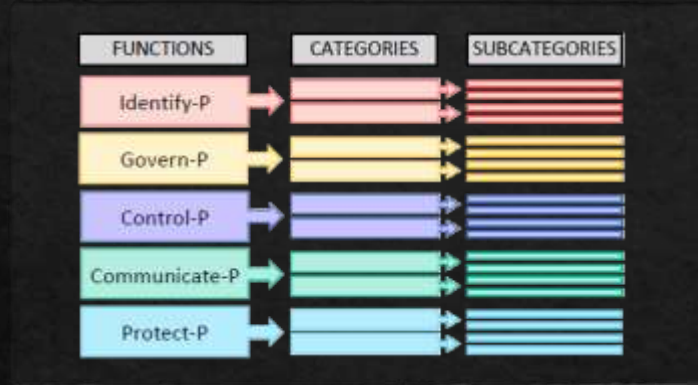 FUNCTIONS CATEGORIES SUBCATEGORIES
Identify-P
Govern-P
Control-P
Communicate-P
Protect-P